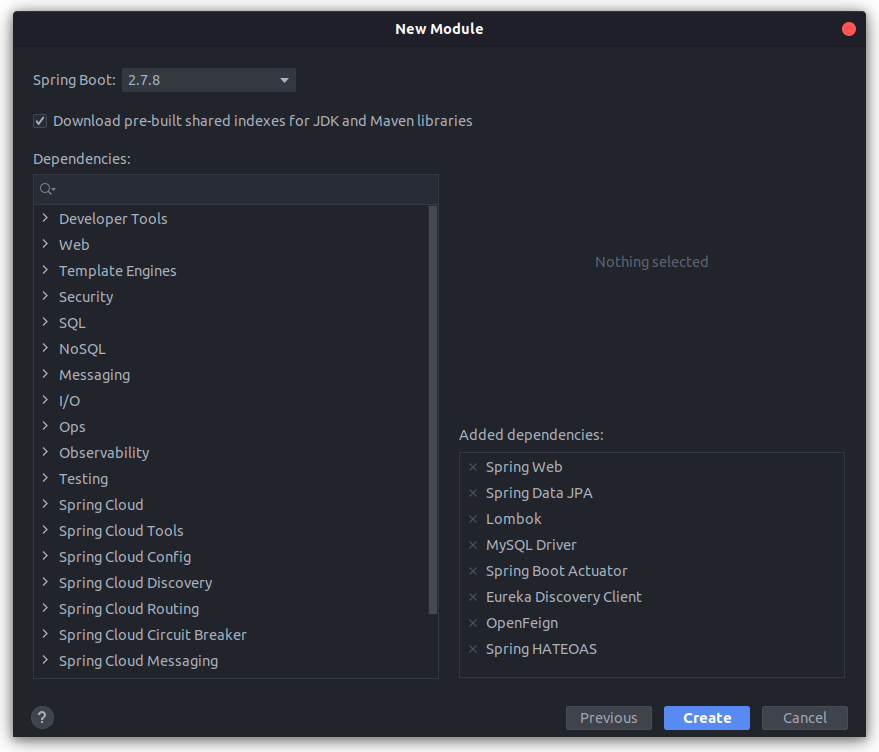 New Module
Spring Boot: 2.7.8
Download pre-built shared indexes for JDK and Maven libraries
Dependencies:
Developer Tools
Web
Template Engines
Security
SQL
NoSQL
Messaging
I/O
Ops
Observability
Testing
Spring Cloud
Spring Cloud Tools
Spring Cloud Config
Spring Cloud Discovery
Spring Cloud Routing
Spring Cloud Circuit Breaker
Spring Cloud Messaging
Nothing selected
Added dependencies:
Spring Web
Spring Data JPA
Lombok
MySQL Driver
Spring Boot Actuator
Eureka Discovery Client
OpenFeign
Spring HATEOAS
? Previous Create Cancel